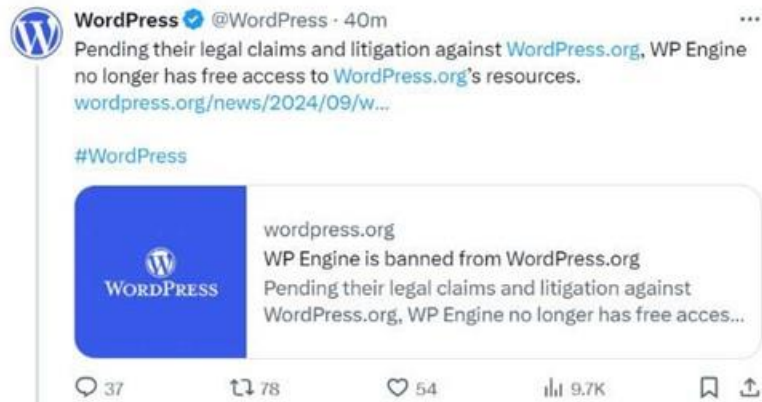 WordPress @WordPress · 40m
Pending their legal claims and litigation against WordPress.org, WP Engine
no longer has free access to WordPress.org's resources.
wordpress.org/news/2024/09/w...
#WordPress
WORDPRESS
wordpress.org
WP Engine is banned from WordPress.org
Pending their legal claims and litigation against
WordPress.org, WP Engine no longer has free acces...
37 78 54 9.7K